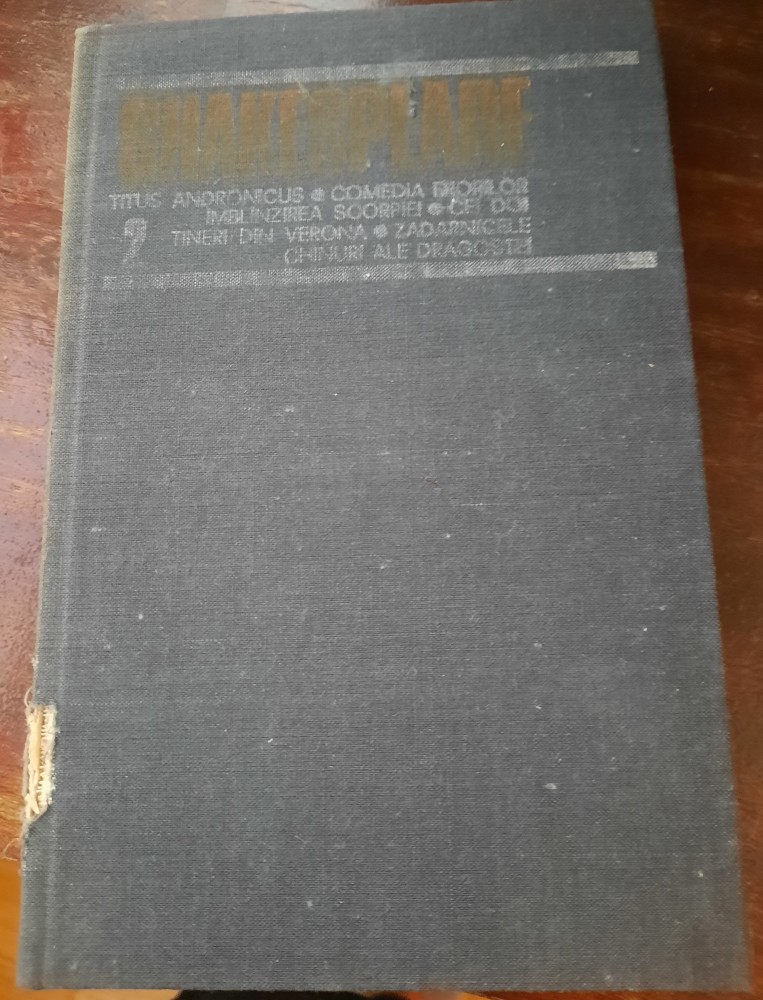 SHAKESPEARE
TITUS ANDRONICUS • COMEDIA ERORILOR
ÎMBLÎNZIREA SCORPIEI • CEI DOI
2 TINERI DIN VERONA • ZADARNICELE
CHINURI ALE DRAGOSTEI